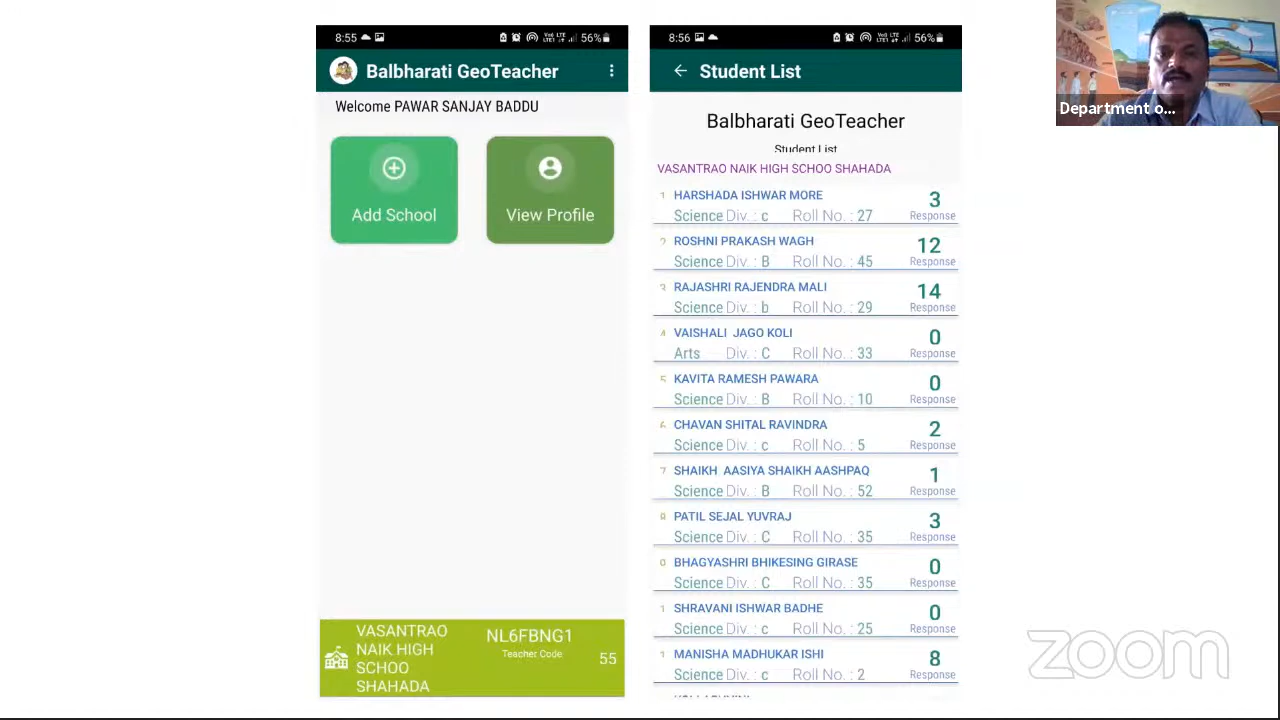 8:55
56%
Balbharati GeoTeacher
Welcome PAWAR SANJAY BADDU
Add School
View Profile
VASANTRAO
NAIK HIGH
SCHOO
SHAHADA
NL6FBNG1
Teacher Code
55
8:56
56%
Student List
Balbharati GeoTeacher
Student List
VASANTRAO NAIK HIGH SCHOO SHAHADA
HARSHADA ISHWAR MORE
3
Science Div. : c Roll No. : 27
Response
ROSHNI PRAKASH WAGH
12
Science Div. : B Roll No. : 45
Response
RAJASHRI RAJENDRA MALI
14
Science Div. : b Roll No. : 29
Response
VAISHALI JAGO KOLI
0
Arts Div. : C Roll No. : 33
Response
KAVITA RAMESH PAWARA
0
Science Div. : B Roll No. : 10
Response
CHAVAN SHITAL RAVINDRA
2
Science Div. : c Roll No. : 5
Response
SHAIKH AASIYA SHAIKH AASHPAQ
1
Science Div. : B Roll No. : 52
Response
PATIL SEJAL YUVRAJ
3
Science Div. : C Roll No. : 35
Response
BHAGYASHRI BHIKESING GIRASE
0
Science Div. : C Roll No. : 35
Response
SHRAVANI ISHWAR BADHE
0
Science Div. : c Roll No. : 25
Response
MANISHA MADHUKAR ISHI
8
Science Div. : c Roll No. : 2
Response
Department o...
zoom